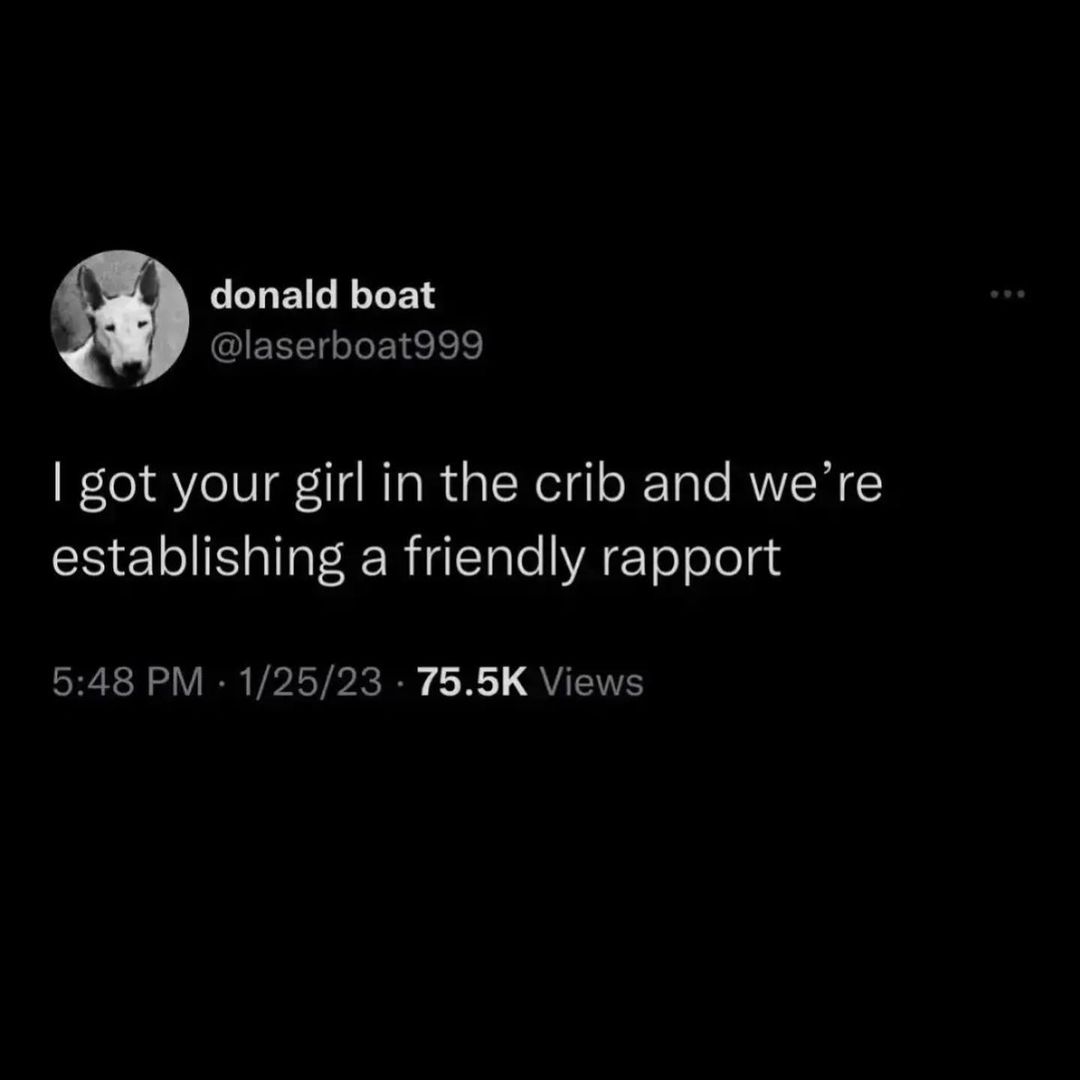 donald boat
@laserboat999
I got your girl in the crib and we’re
establishing a friendly rapport
5:48 PM · 1/25/23 · 75.5K Views